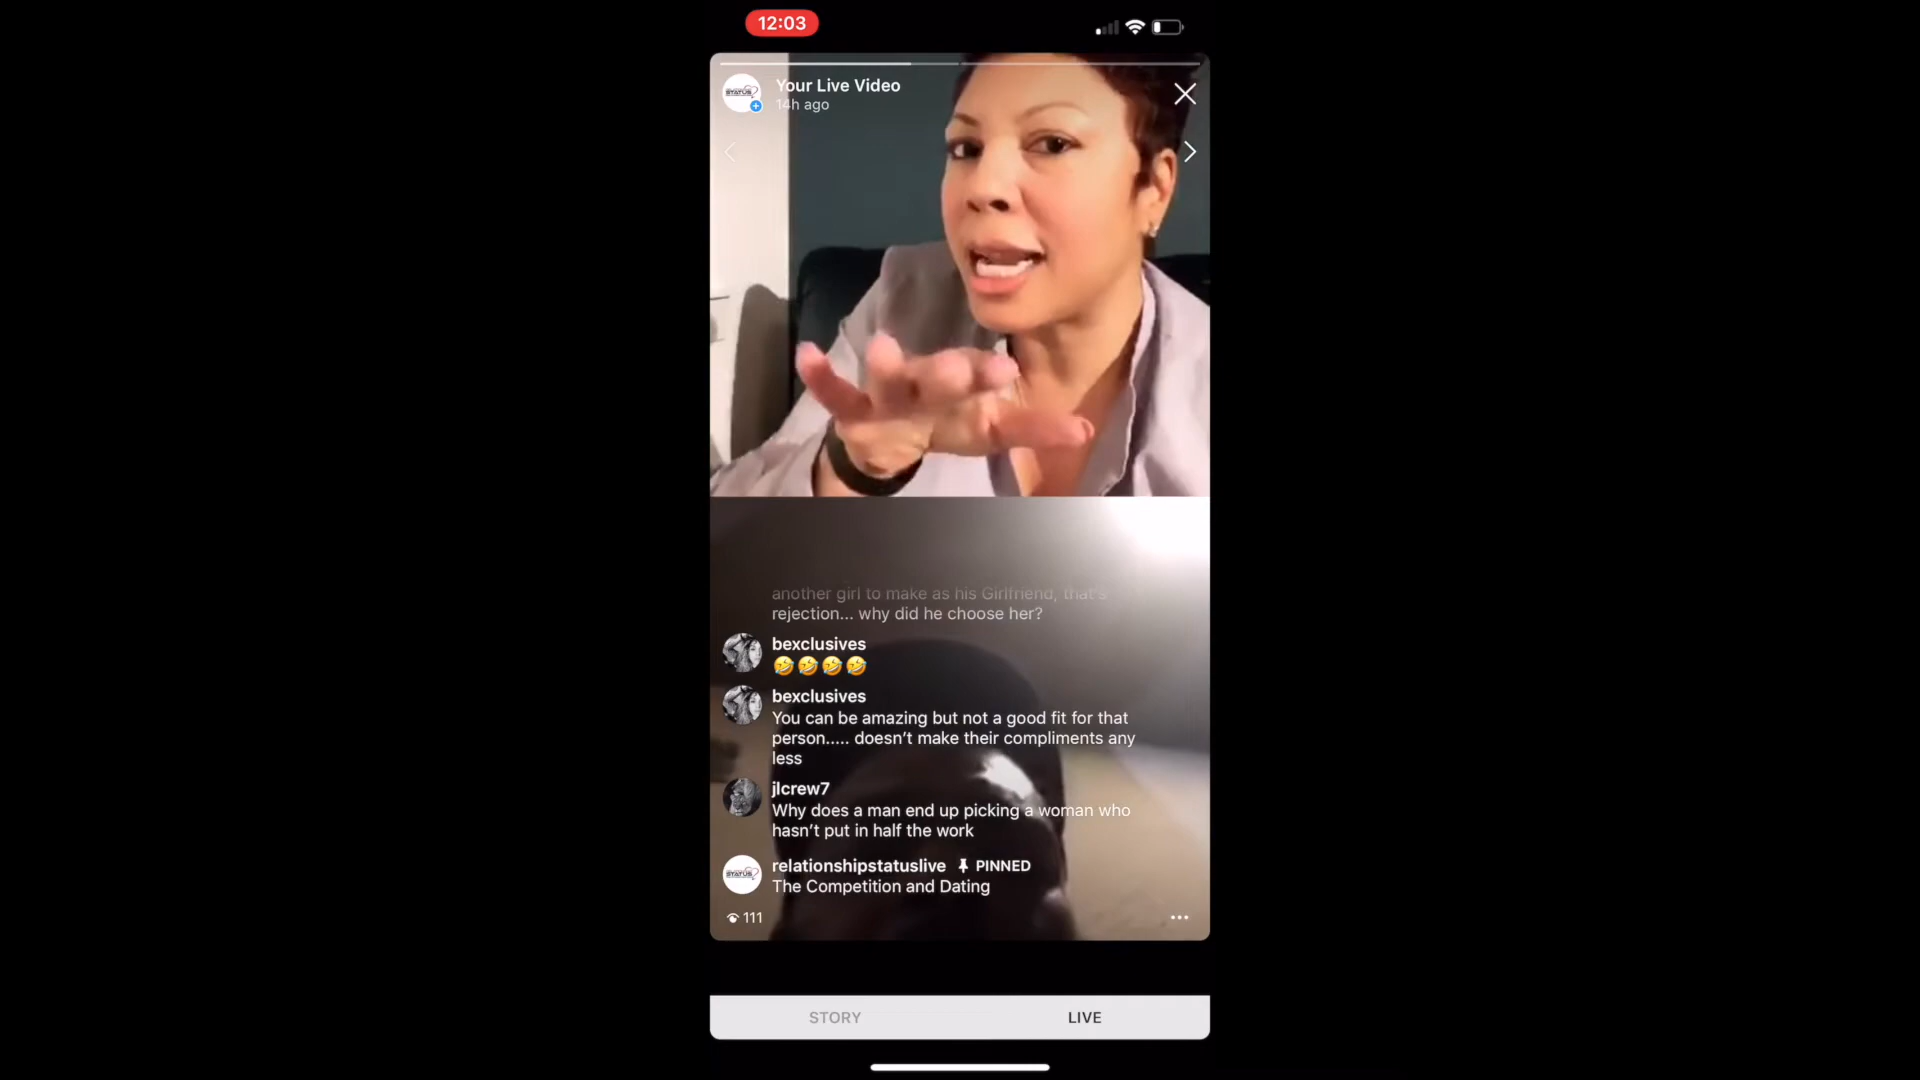 12:03
Your Live Video
14h ago
another girl to make as his Girlfriend, that's
rejection... why did he choose her?
bexclusives
🤣🤣🤣🤣
bexclusives
You can be amazing but not a good fit for that
person..... doesn't make their compliments any
less
jlcrew7
Why does a man end up picking a woman who
hasn't put in half the work
relationshipstatuslive PINNED
The Competition and Dating
111
STORY
LIVE
STATUS
STATUS